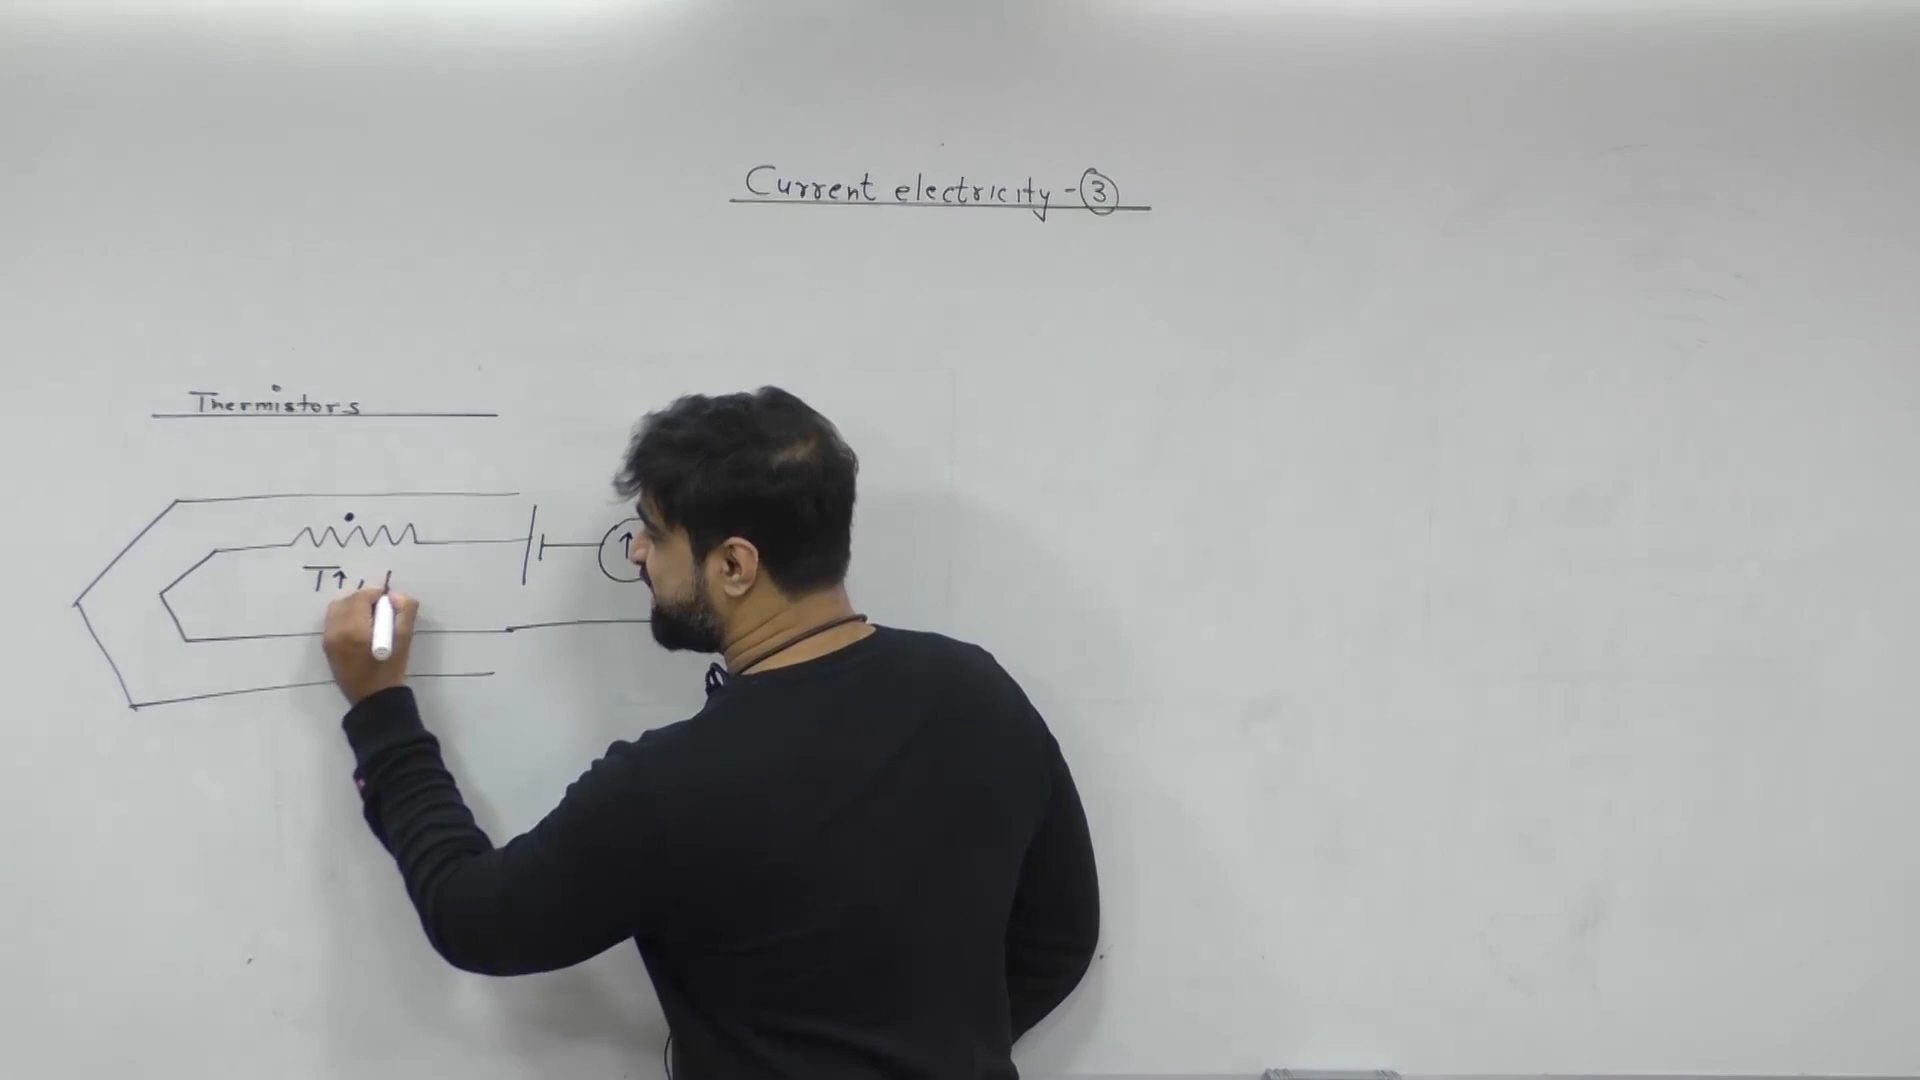 Current electricity - ③
Thermistors
T↑